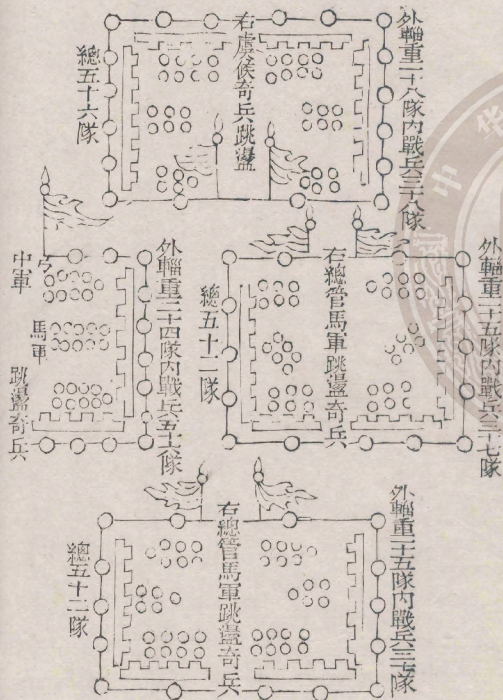 外輜重二十八隊內戰兵二十八隊
右虞候奇兵跳盪
總五十六隊
外輜重二十五隊內戰兵二十七隊
右總管馬軍跳盪奇兵
總五十二隊
外輜重二十四隊內戰兵五十六隊
弓
中軍
馬軍
跳盪奇兵
外輜重二十五隊內戰兵二十七隊
右總管馬軍跳盪奇兵
總五十二隊
中华